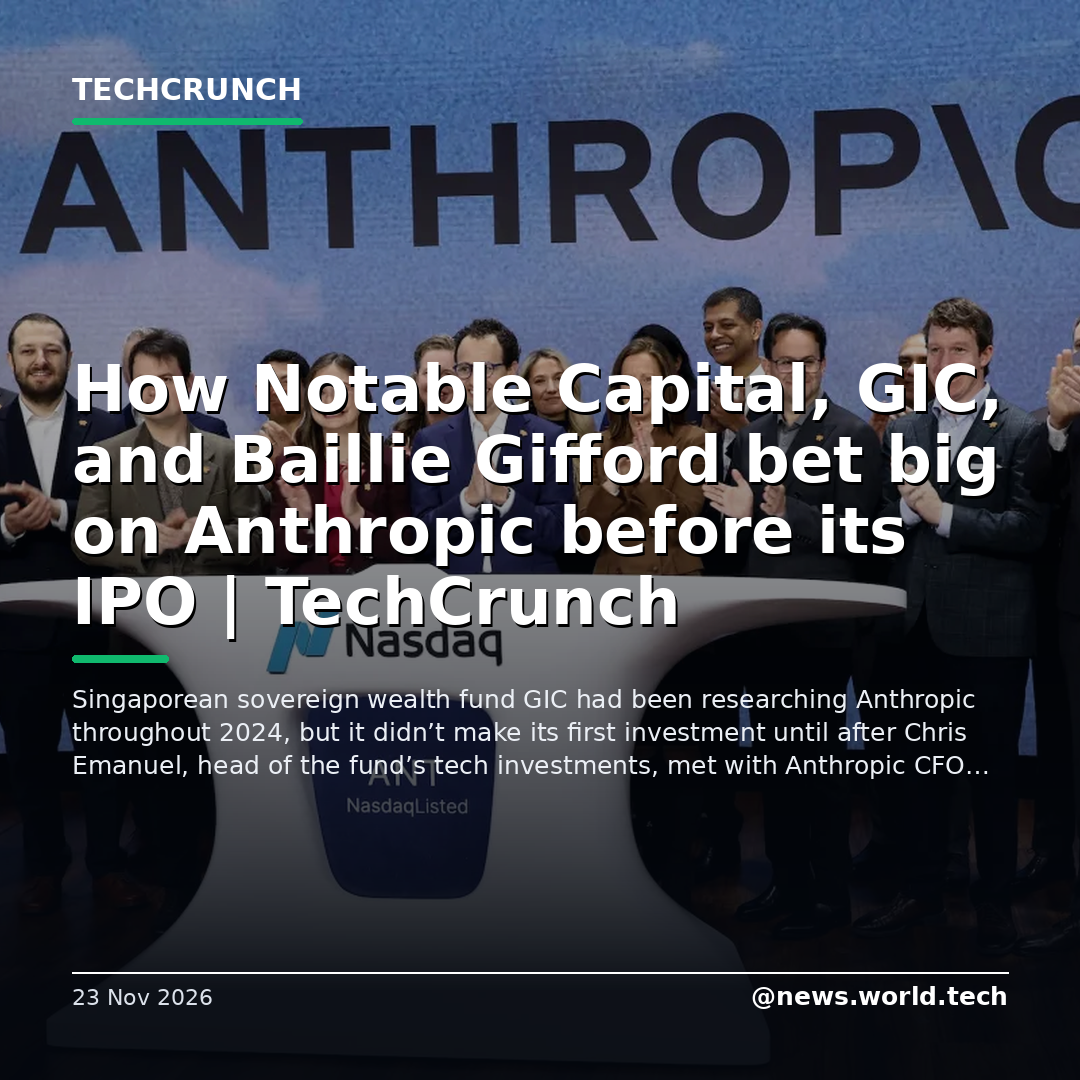 TECHCRUNCH
ANTHROP\C
How Notable Capital, GIC,
and Baillie Gifford bet big
on Anthropic before its
IPO | TechCrunch
Nasdaq
Singaporean sovereign wealth fund GIC had been researching Anthropic
throughout 2024, but it didn’t make its first investment until after Chris
Emanuel, head of the fund’s tech investments, met with Anthropic CFO…
ANT
NasdaqListed
23 Nov 2026
@news.world.tech